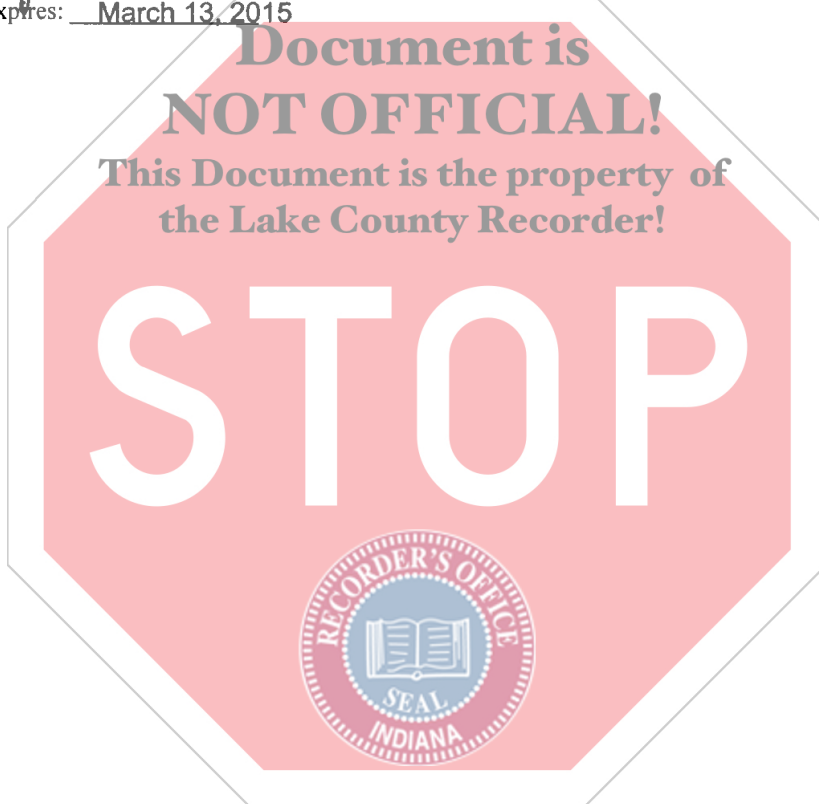 xpires: March 13, 2015
Document is
NOT OFFICIAL!
This Document is the property of
the Lake County Recorder!
STOP
RECORDER'S OFFICE
SEAL
INDIANA